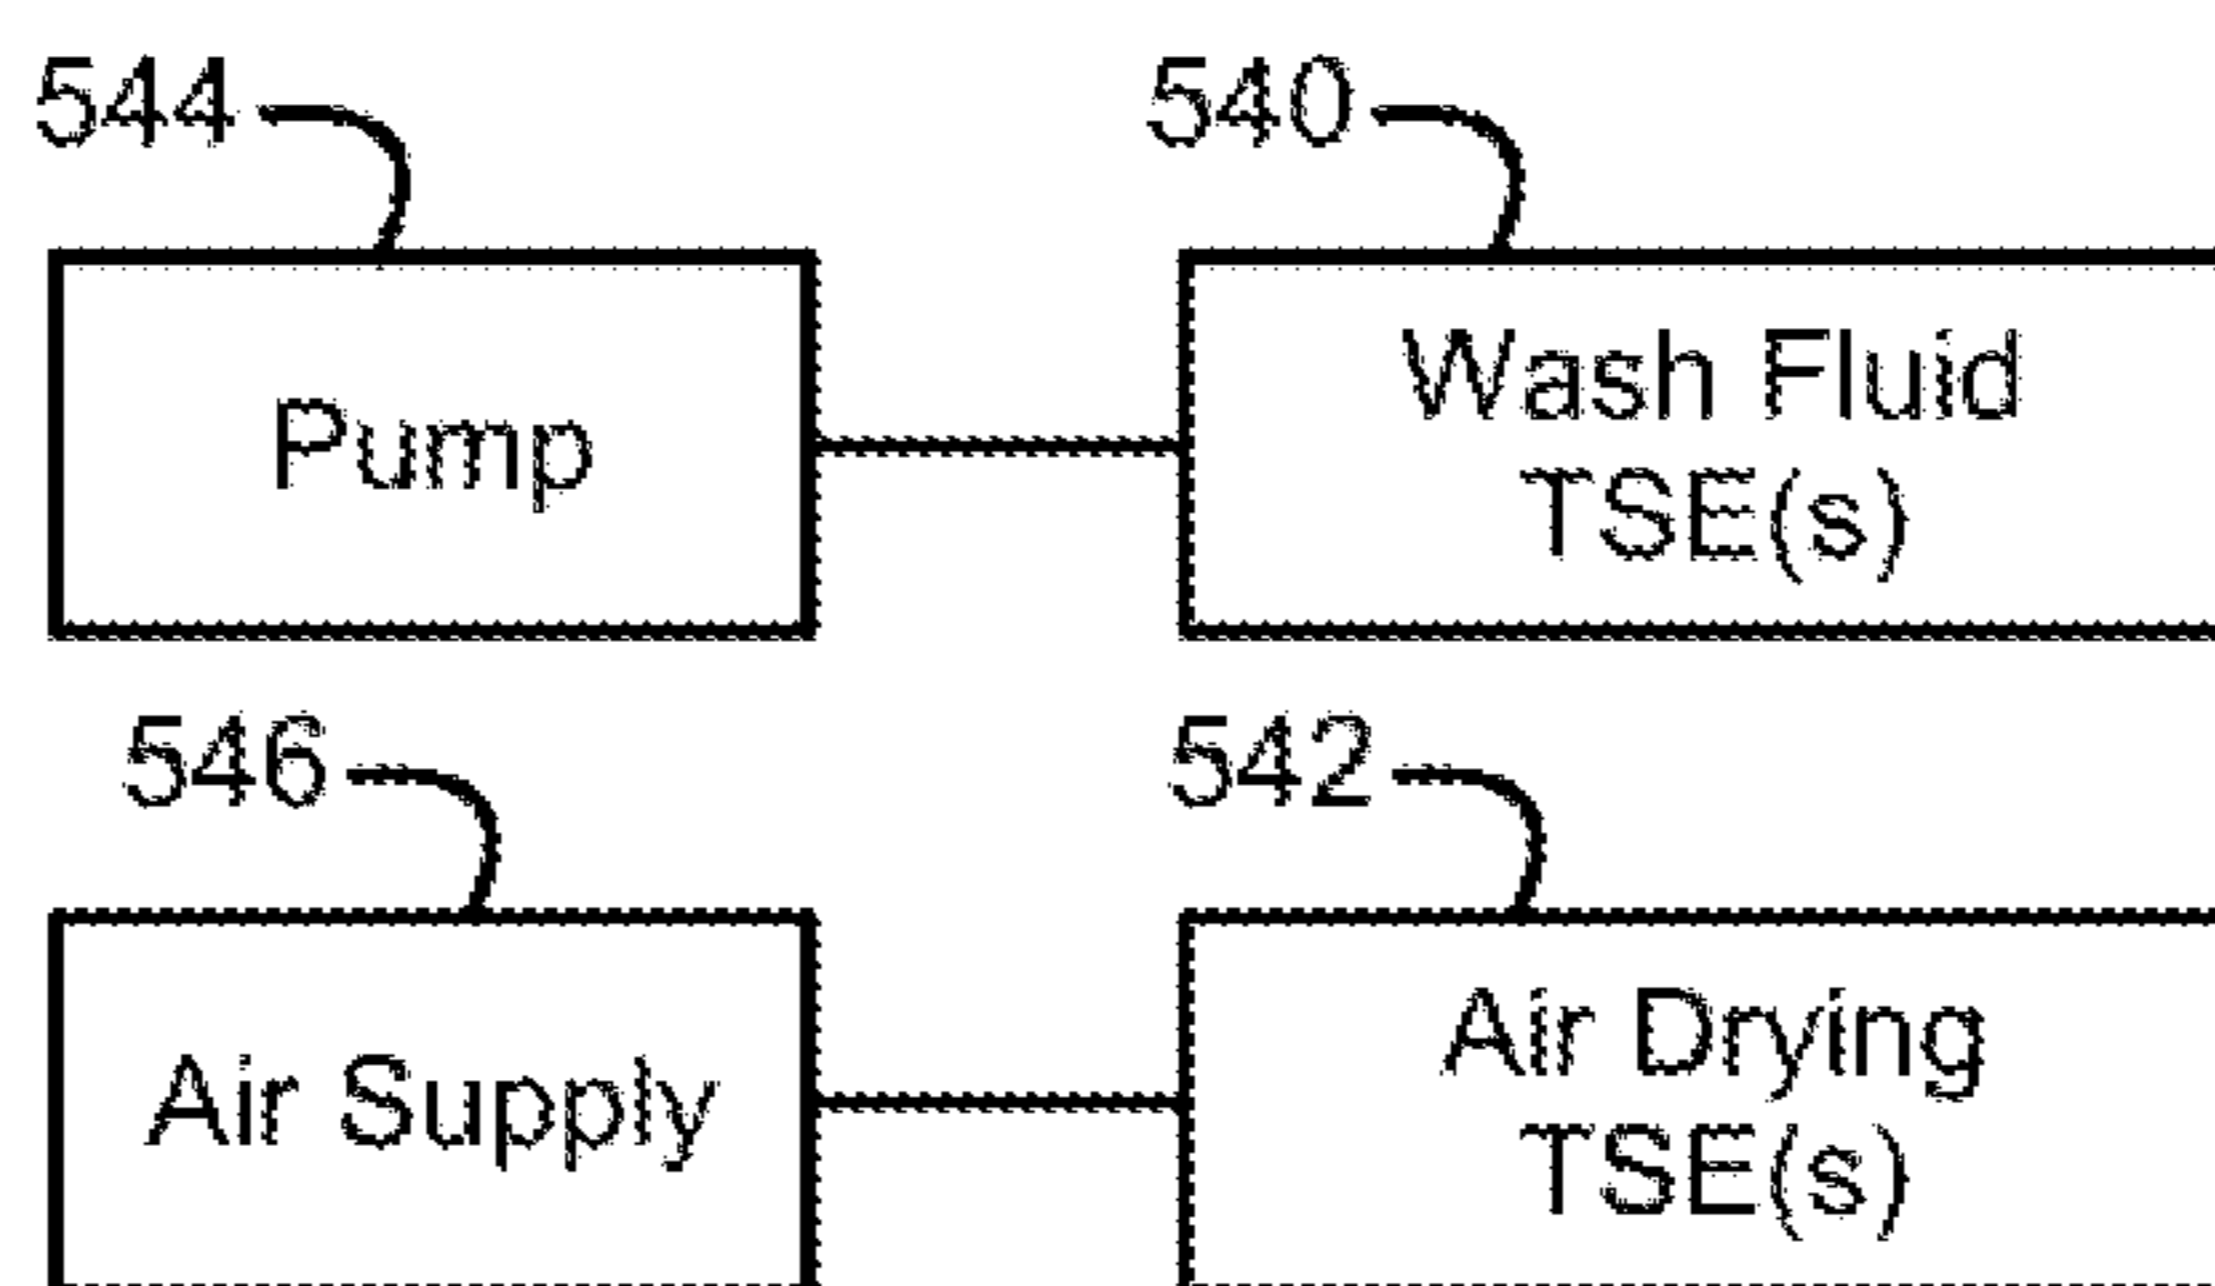 544
540
Pump
Wash Fluid
TSE(s)
546
542
Air Supply
Air Drying
TSE(s)